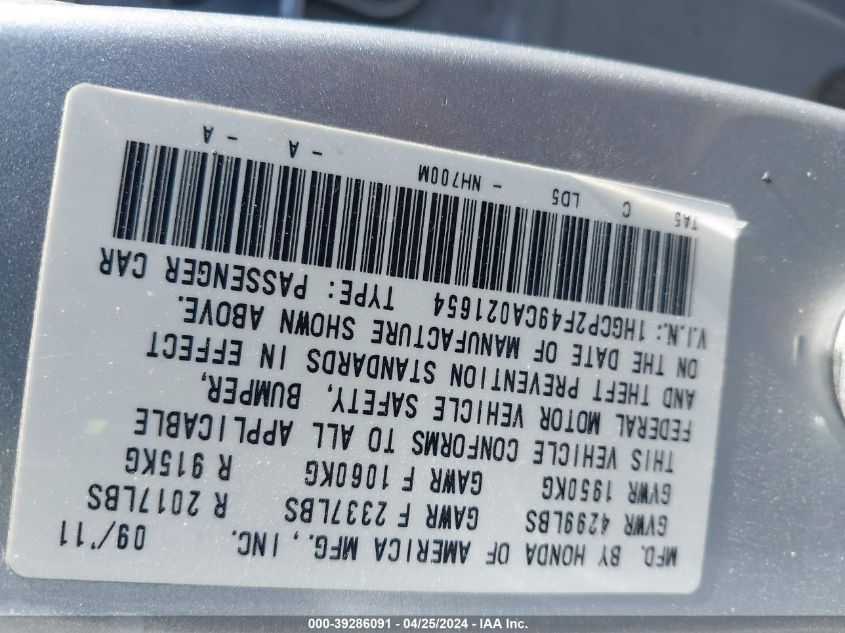 MFD. BY HONDA OF AMERICA MFG., INC. 09/'11
GVWR 4299LBS GAWR F 2337LBS R 2017LBS
GVWR 1950KG GAWR F 1060KG R 915KG
THIS VEHICLE CONFORMS TO ALL APPLICABLE
FEDERAL MOTOR VEHICLE SAFETY, BUMPER,
AND THEFT PREVENTION STANDARDS IN EFFECT
ON THE DATE OF MANUFACTURE SHOWN ABOVE.
V.I.N.: 1HGCP2F49CA021654 TYPE: PASSENGER CAR
TA5 C LD5 - NH700M - A - A
000-39286091 - 04/25/2024 - IAA Inc.